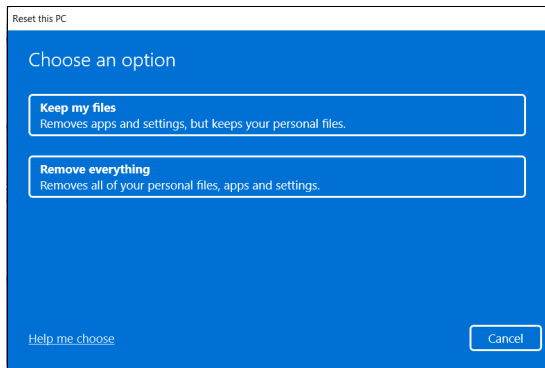 Reset this PC
Choose an option
Keep my files
Removes apps and settings, but keeps your personal files.
Remove everything
Removes all of your personal files, apps and settings.
Help me choose
Cancel